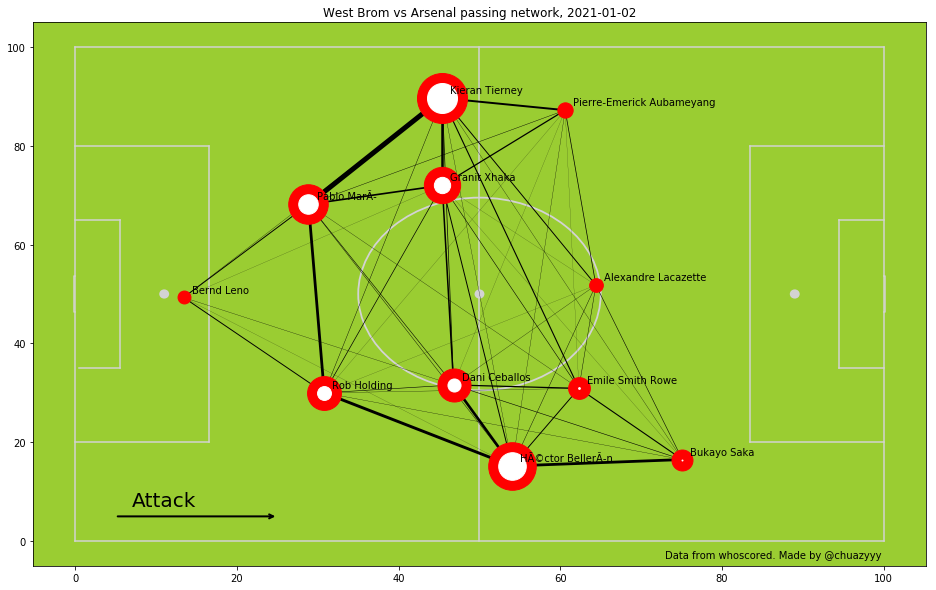 West Brom vs Arsenal passing network, 2021-01-02
100
Kieran Tierney
Pierre-Emerick Aubameyang
80
Granit Xhaka
Pablo MarÃ-
60
Alexandre Lacazette
Bernd Leno
40
Dani Ceballos
Emile Smith Rowe
Rob Holding
20
Bukayo Saka
HÃ©ctor BellerÃ­n
Attack
0
Data from whoscored. Made by @chuazyyy
0 20 40 60 80 100